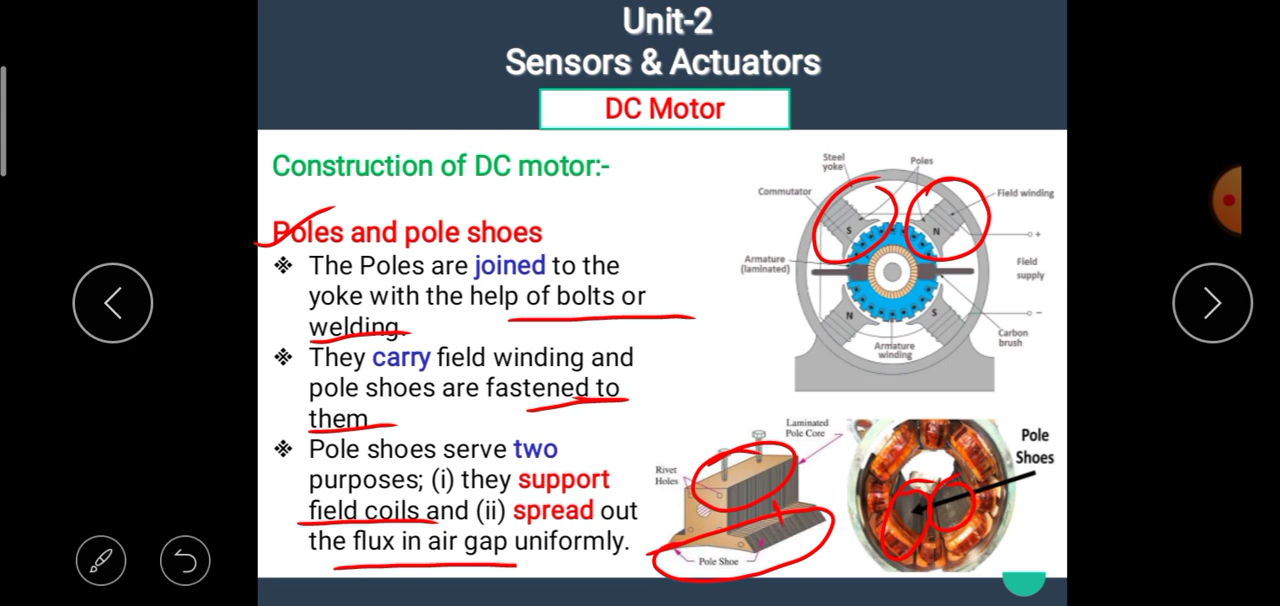 Unit-2
Sensors & Actuators
DC Motor
Construction of DC motor:-
Poles and pole shoes
❖ The Poles are joined to the
yoke with the help of bolts or
welding.
❖ They carry field winding and
pole shoes are fastened to
them
❖ Pole shoes serve two
purposes; (i) they support
field coils and (ii) spread out
the flux in air gap uniformly.
Steel
yoke
Poles
Commutator
Field winding
S
N
+
Armature
(laminated)
Field
supply
N
S
−
Carbon
brush
Armature
winding
Laminated
Pole Core
Rivet
Holes
Pole Shoe
Pole
Shoes